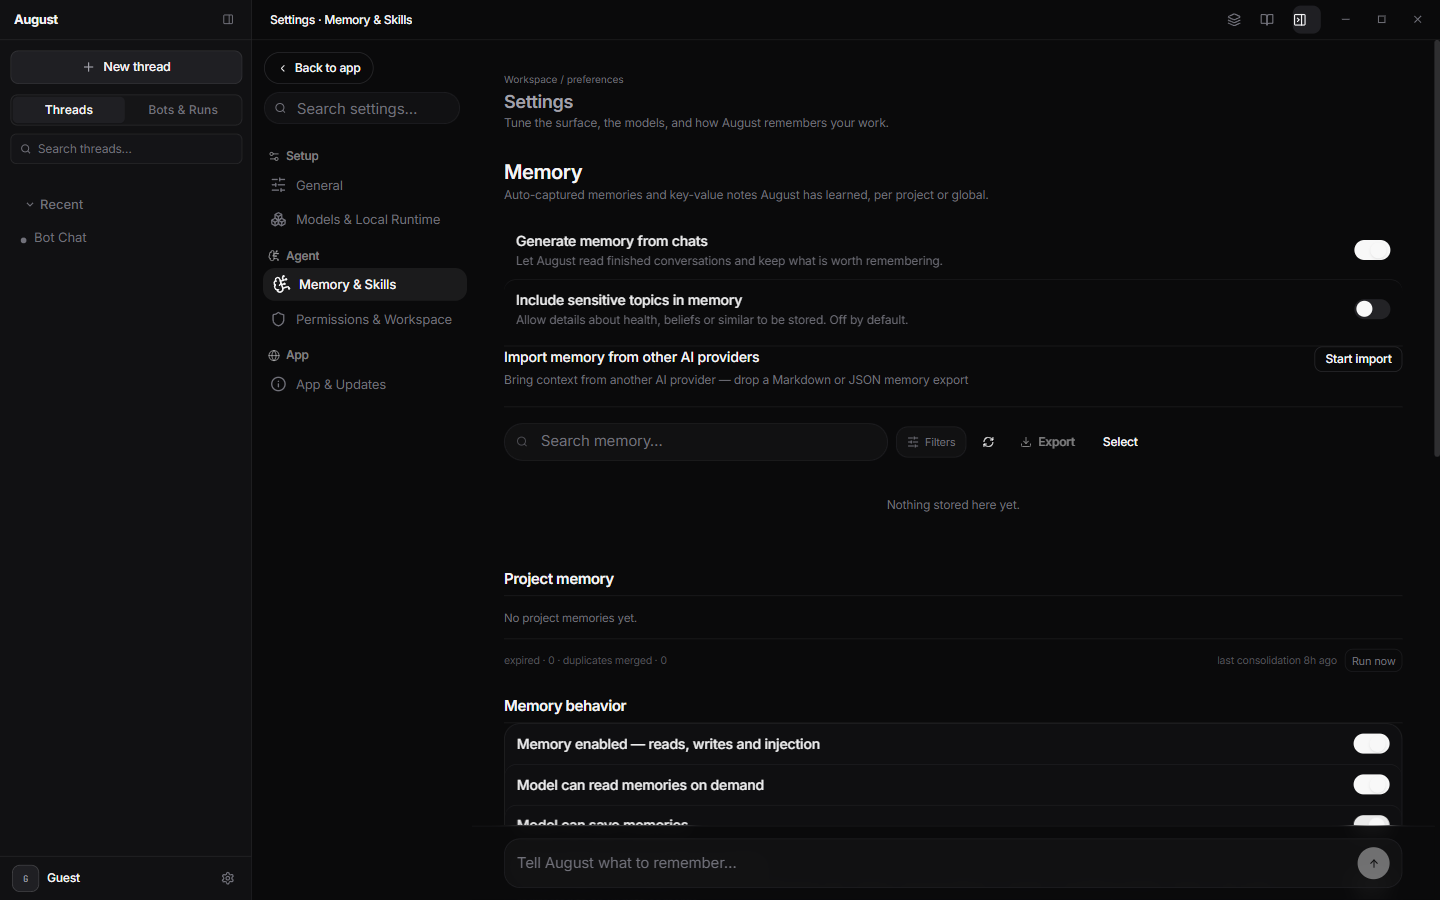 August
Settings · Memory & Skills
New thread
Threads
Bots & Runs
Search threads...
Recent
Bot Chat
G
Guest
Back to app
Search settings...
Setup
General
Models & Local Runtime
Agent
Memory & Skills
Permissions & Workspace
App
App & Updates
Workspace / preferences
Settings
Tune the surface, the models, and how August remembers your work.
Memory
Auto-captured memories and key-value notes August has learned, per project or global.
Generate memory from chats
Let August read finished conversations and keep what is worth remembering.
Include sensitive topics in memory
Allow details about health, beliefs or similar to be stored. Off by default.
Import memory from other AI providers
Start import
Bring context from another AI provider — drop a Markdown or JSON memory export
Search memory...
Filters
Export
Select
Nothing stored here yet.
Project memory
No project memories yet.
expired · 0 · duplicates merged · 0
last consolidation 8h ago
Run now
Memory behavior
Memory enabled — reads, writes and injection
Model can read memories on demand
Model can save memories
Tell August what to remember...